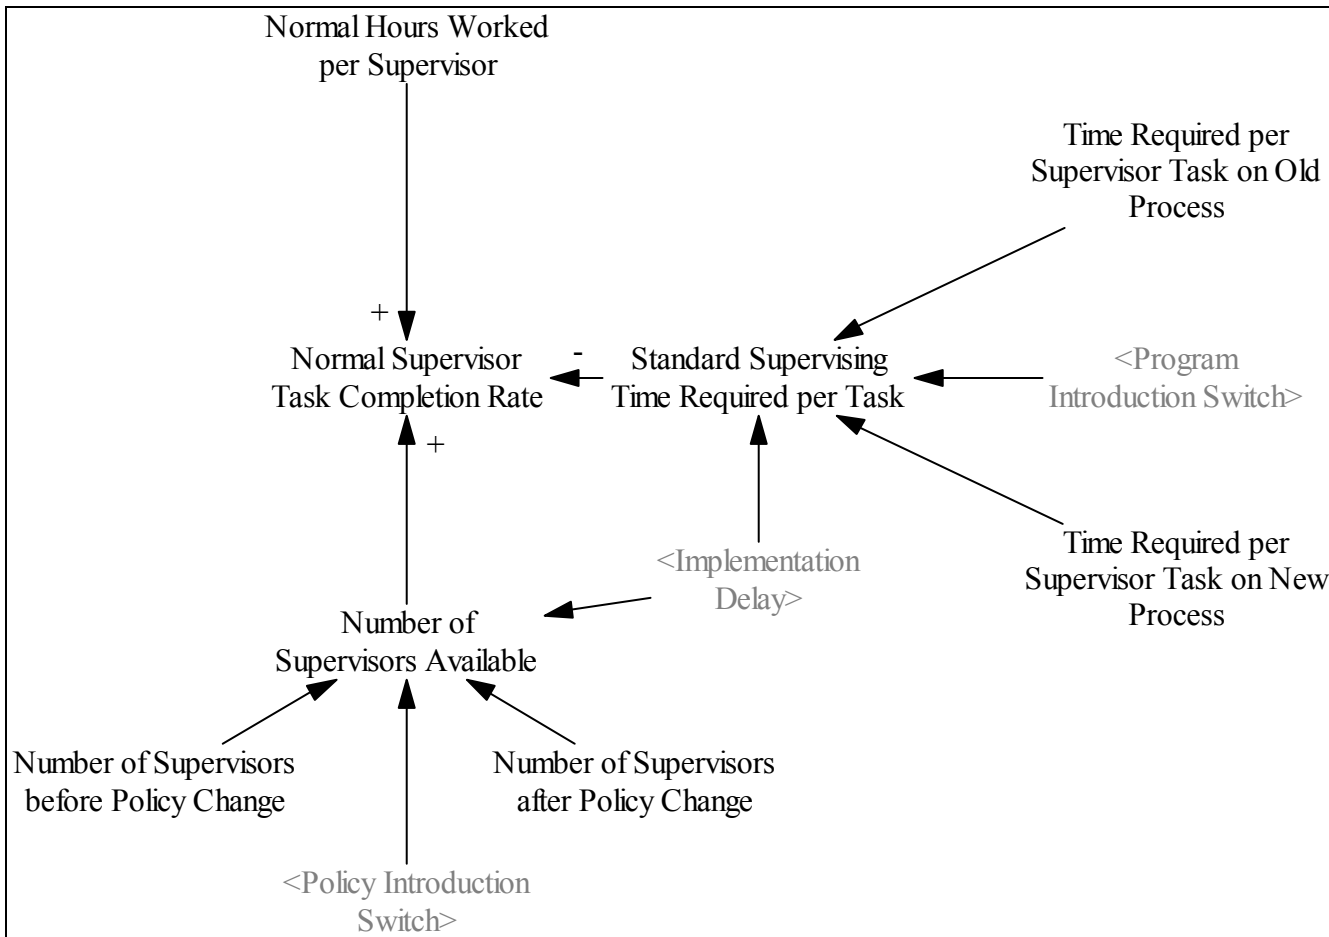 Normal Hours Worked
per Supervisor
Time Required per
Supervisor Task on Old
Process
+
Normal Supervisor
Task Completion Rate
-
Standard Supervising
Time Required per Task
<Program
Introduction Switch>
+
<Implementation
Delay>
Time Required per
Supervisor Task on New
Process
Number of
Supervisors Available
Number of Supervisors
before Policy Change
Number of Supervisors
after Policy Change
<Policy Introduction
Switch>